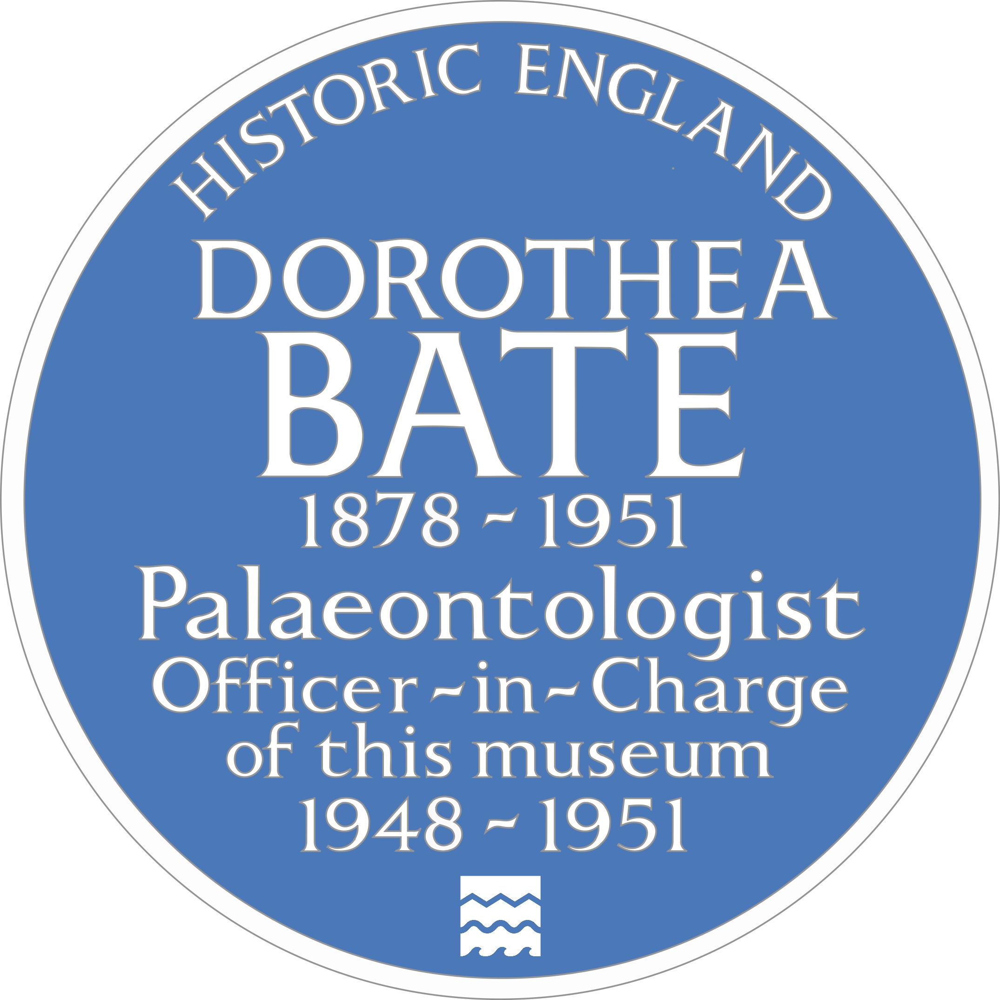 HISTORIC ENGLAND
DOROTHEA
BATE
1878 ~ 1951
Palaeontologist
Officer~in~Charge
of this museum
1948 ~ 1951